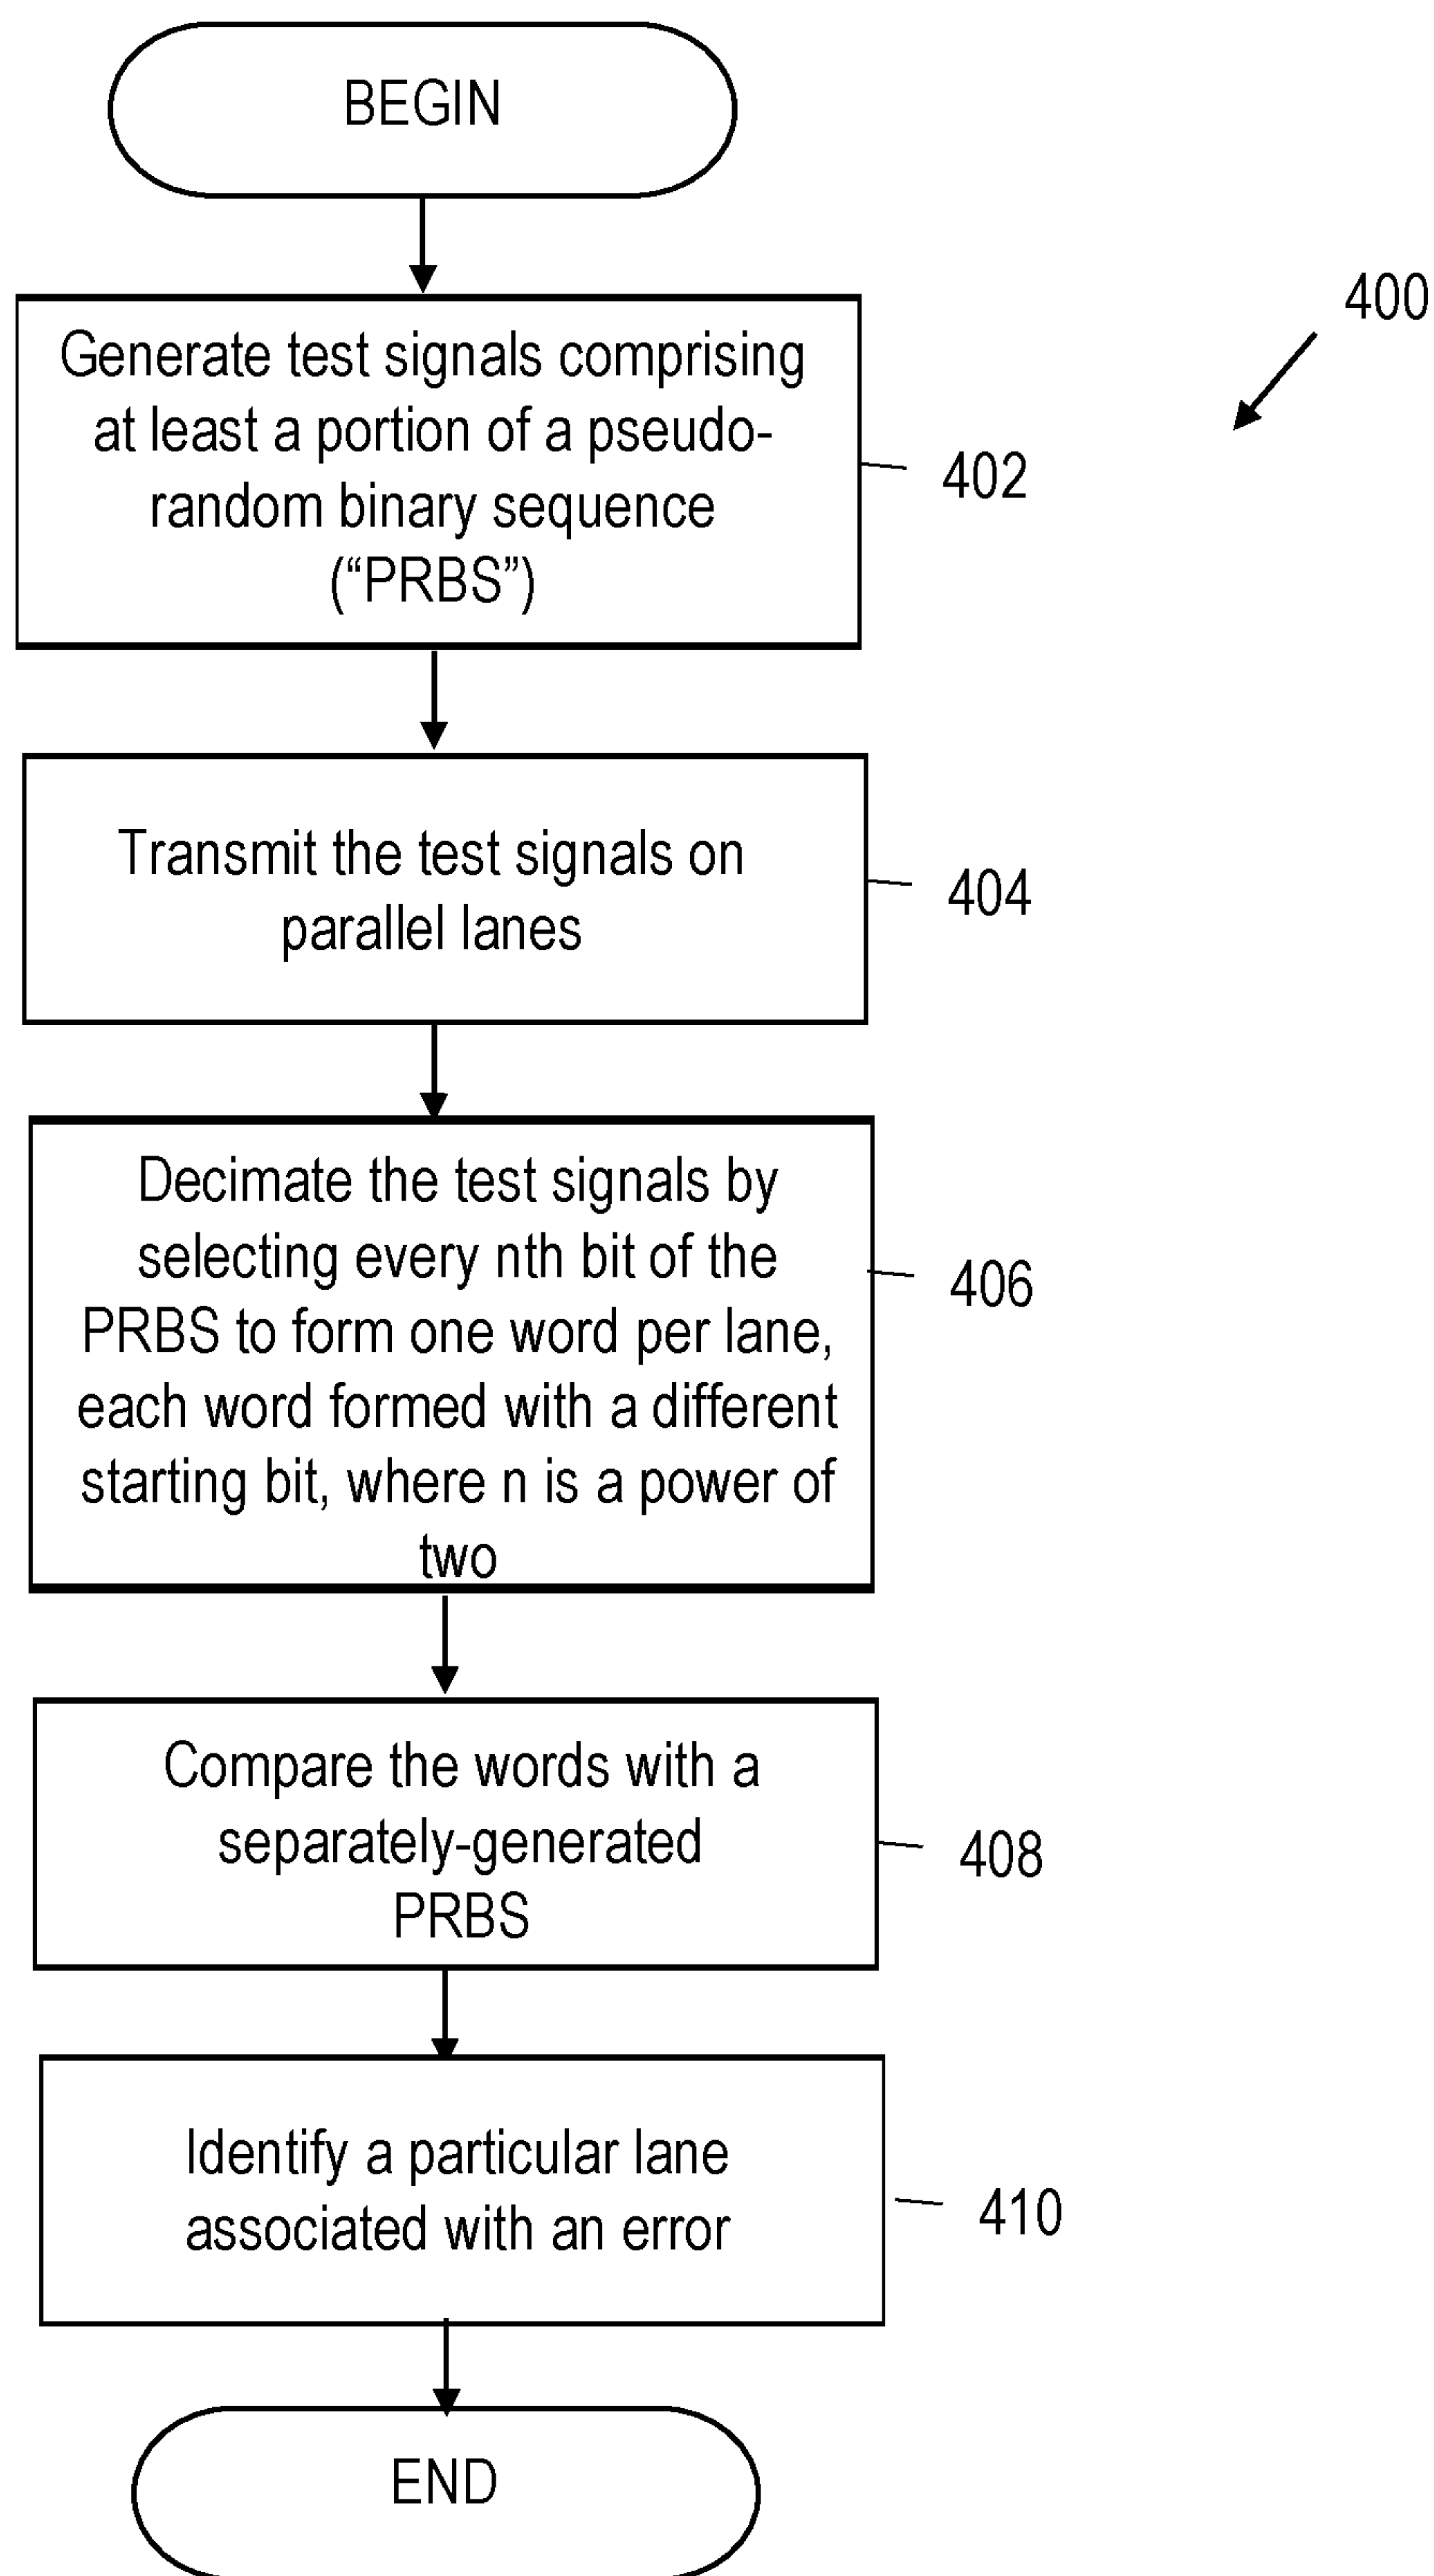 BEGIN
400
Generate test signals comprising
at least a portion of a pseudo-
random binary sequence
(“PRBS”)
402
Transmit the test signals on
parallel lanes
404
Decimate the test signals by
selecting every nth bit of the
PRBS to form one word per lane,
each word formed with a different
starting bit, where n is a power of
two
406
Compare the words with a
separately-generated
PRBS
408
Identify a particular lane
associated with an error
410
END